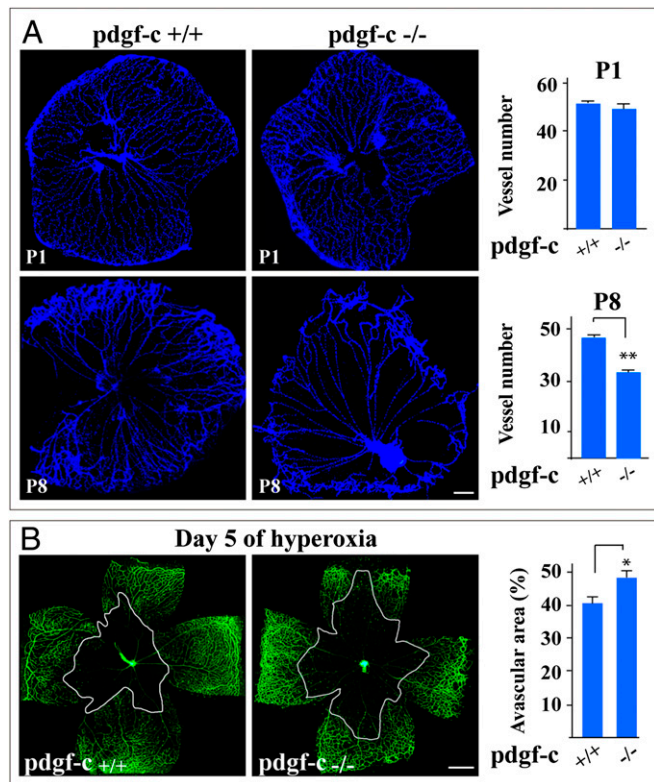 A
pdgf-c +/+
pdgf-c -/-
P1
P1
P8
P8
P1
60
40
20
Vessel number
pdgf-c +/+ -/-
P8
50
30
10
Vessel number
**
pdgf-c +/+ -/-
B
Day 5 of hyperoxia
pdgf-c +/+
pdgf-c -/-
50
40
30
20
10
Avascular area (%)
*
pdgf-c +/+ -/-